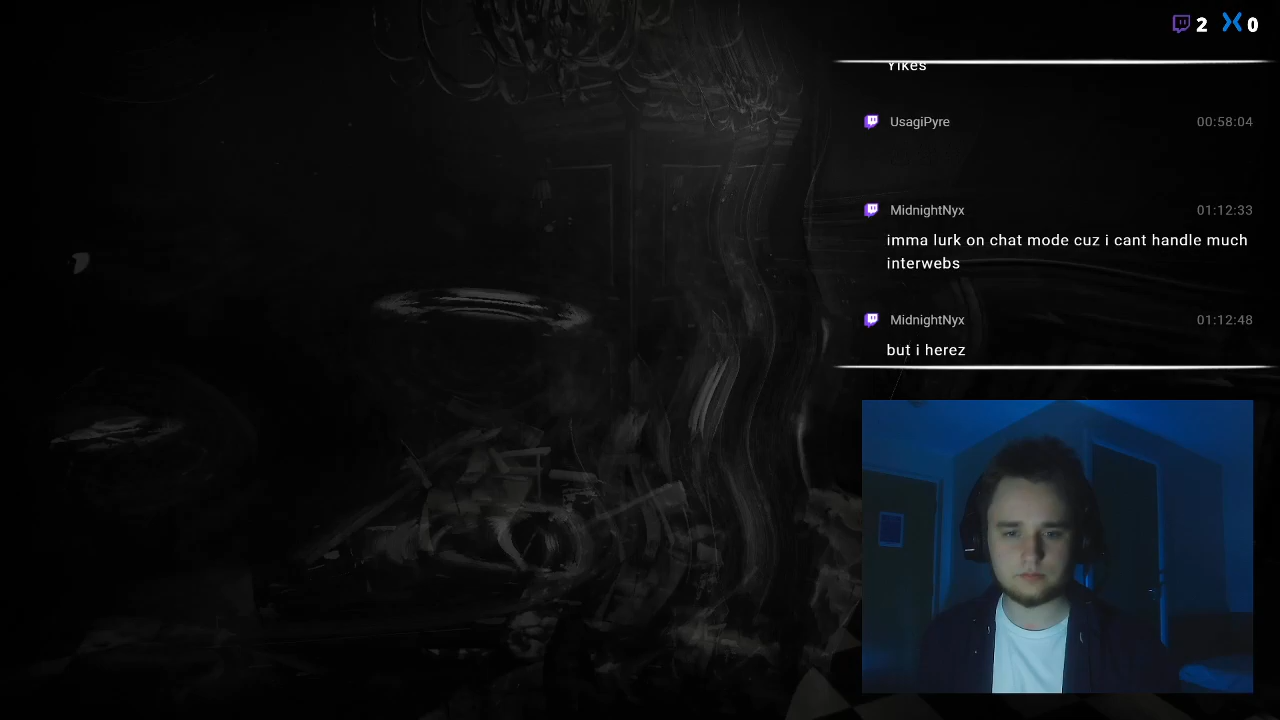 2 0
Yikes
UsagiPyre 00:58:04
MidnightNyx 01:12:33
imma lurk on chat mode cuz i cant handle much
interwebs
MidnightNyx 01:12:48
but i herez